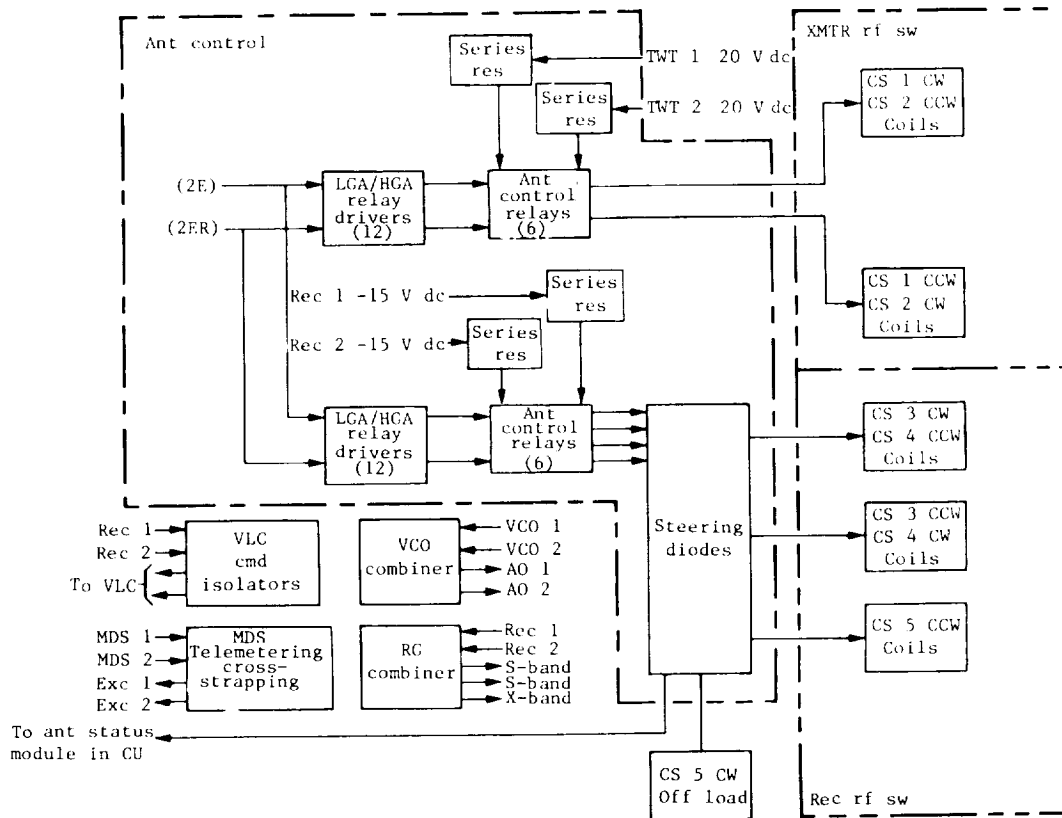 Ant control
XMTR rf sw
Series
res
TWT 1 20 V dc
Series
res
TWT 2 20 V dc
CS 1 CW
CS 2 CCW
Coils
(2E)
(2ER)
LGA/HGA
relay
drivers
(12)
Ant
control
relays
(6)
Rec 1 -15 V dc
Series
res
Rec 2 -15 V dc
Series
res
CS 1 CCW
CS 2 CW
Coils
LGA/HGA
relay
drivers
(12)
Ant
control
relays
(6)
Steering
diodes
CS 3 CW
CS 4 CCW
Coils
CS 3 CCW
CS 4 CW
Coils
CS 5 CCW
Coils
Rec 1
Rec 2
To VLC
VLC
cmd
isolators
VCO
combiner
VCO 1
VCO 2
AO 1
AO 2
MDS 1
MDS 2
Exc 1
Exc 2
MDS
Telemetering
cross-
strapping
RG
combiner
Rec 1
Rec 2
S-band
S-band
X-band
To ant status
module in CU
CS 5 CW
Off load
Rec rf sw